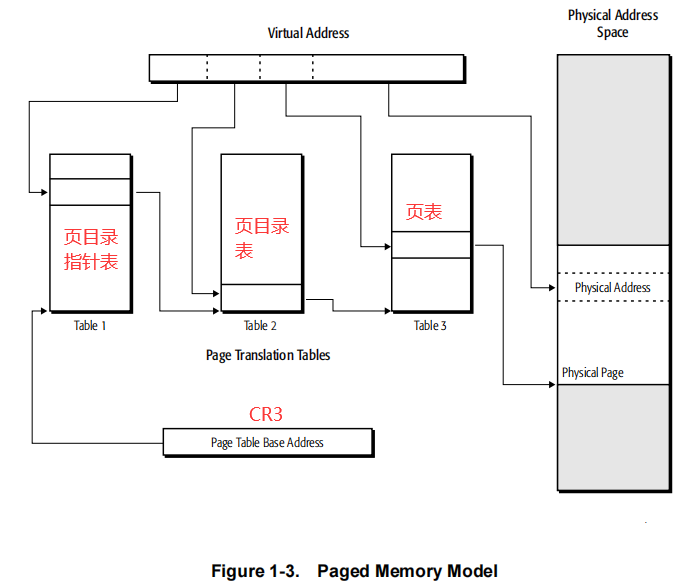 Physical Address
Space
Virtual Address
页目录
指针表
页目录
表
页表
Physical Address
Table 1
Table 2
Table 3
Page Translation Tables
Physical Page
CR3
Page Table Base Address
Figure 1-3. Paged Memory Model